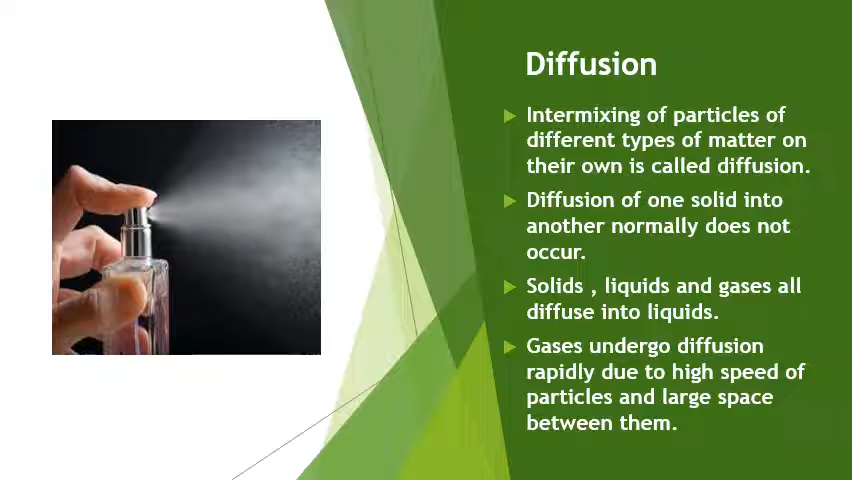 Diffusion
Intermixing of particles of
different types of matter on
their own is called diffusion.
Diffusion of one solid into
another normally does not
occur.
Solids , liquids and gases all
diffuse into liquids.
Gases undergo diffusion
rapidly due to high speed of
particles and large space
between them.